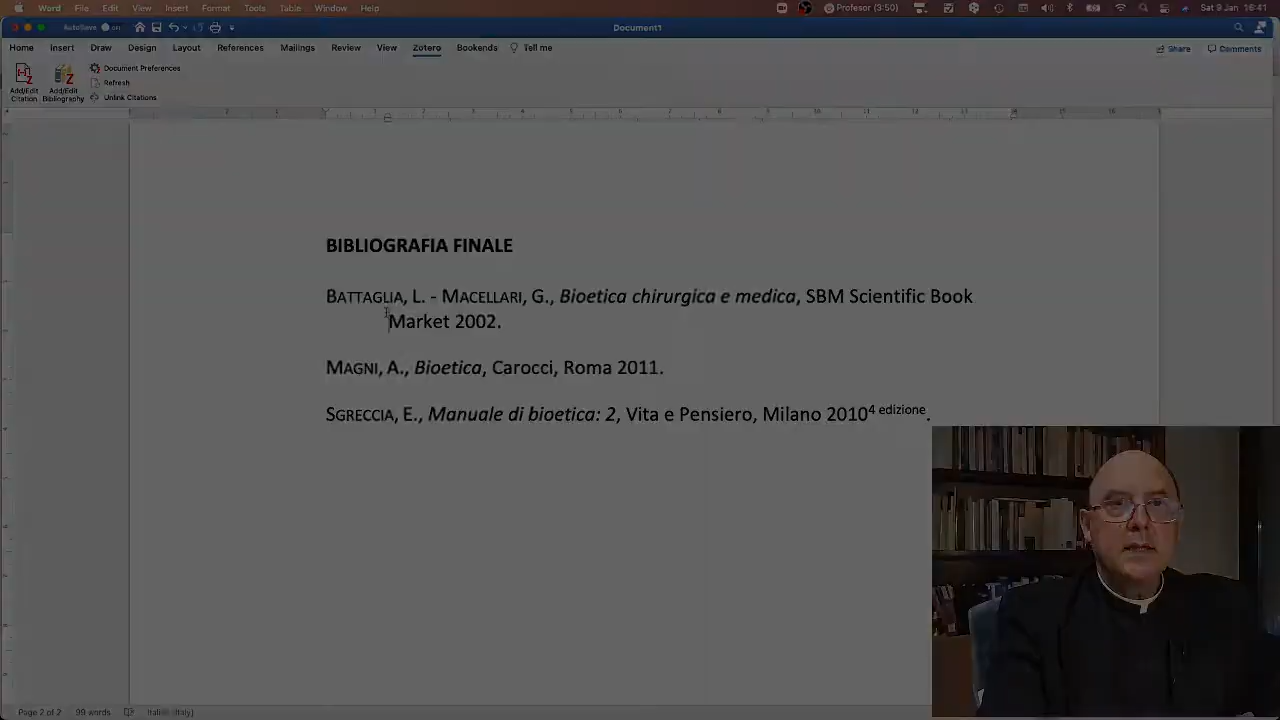 Word File Edit View Insert Format Tools Table Window Help Profesor (3:50) Sat 9 Jan 16:41
AutoSave Document1
Home Insert Draw Design Layout References Mailings Review View Zotero Bookends Tell me Share Comments
Add/Edit Citation
Add/Edit Bibliography
Document Preferences
Refresh
Unlink Citations
BIBLIOGRAFIA FINALE
BATTAGLIA, L. - MACELLARI, G., Bioetica chirurgica e medica, SBM Scientific Book
Market 2002.
MAGNI, A., Bioetica, Carocci, Roma 2011.
SGRECCIA, E., Manuale di bioetica: 2, Vita e Pensiero, Milano 2010⁴ edizione.
Page 2 of 2 99 words Italian (Italy)